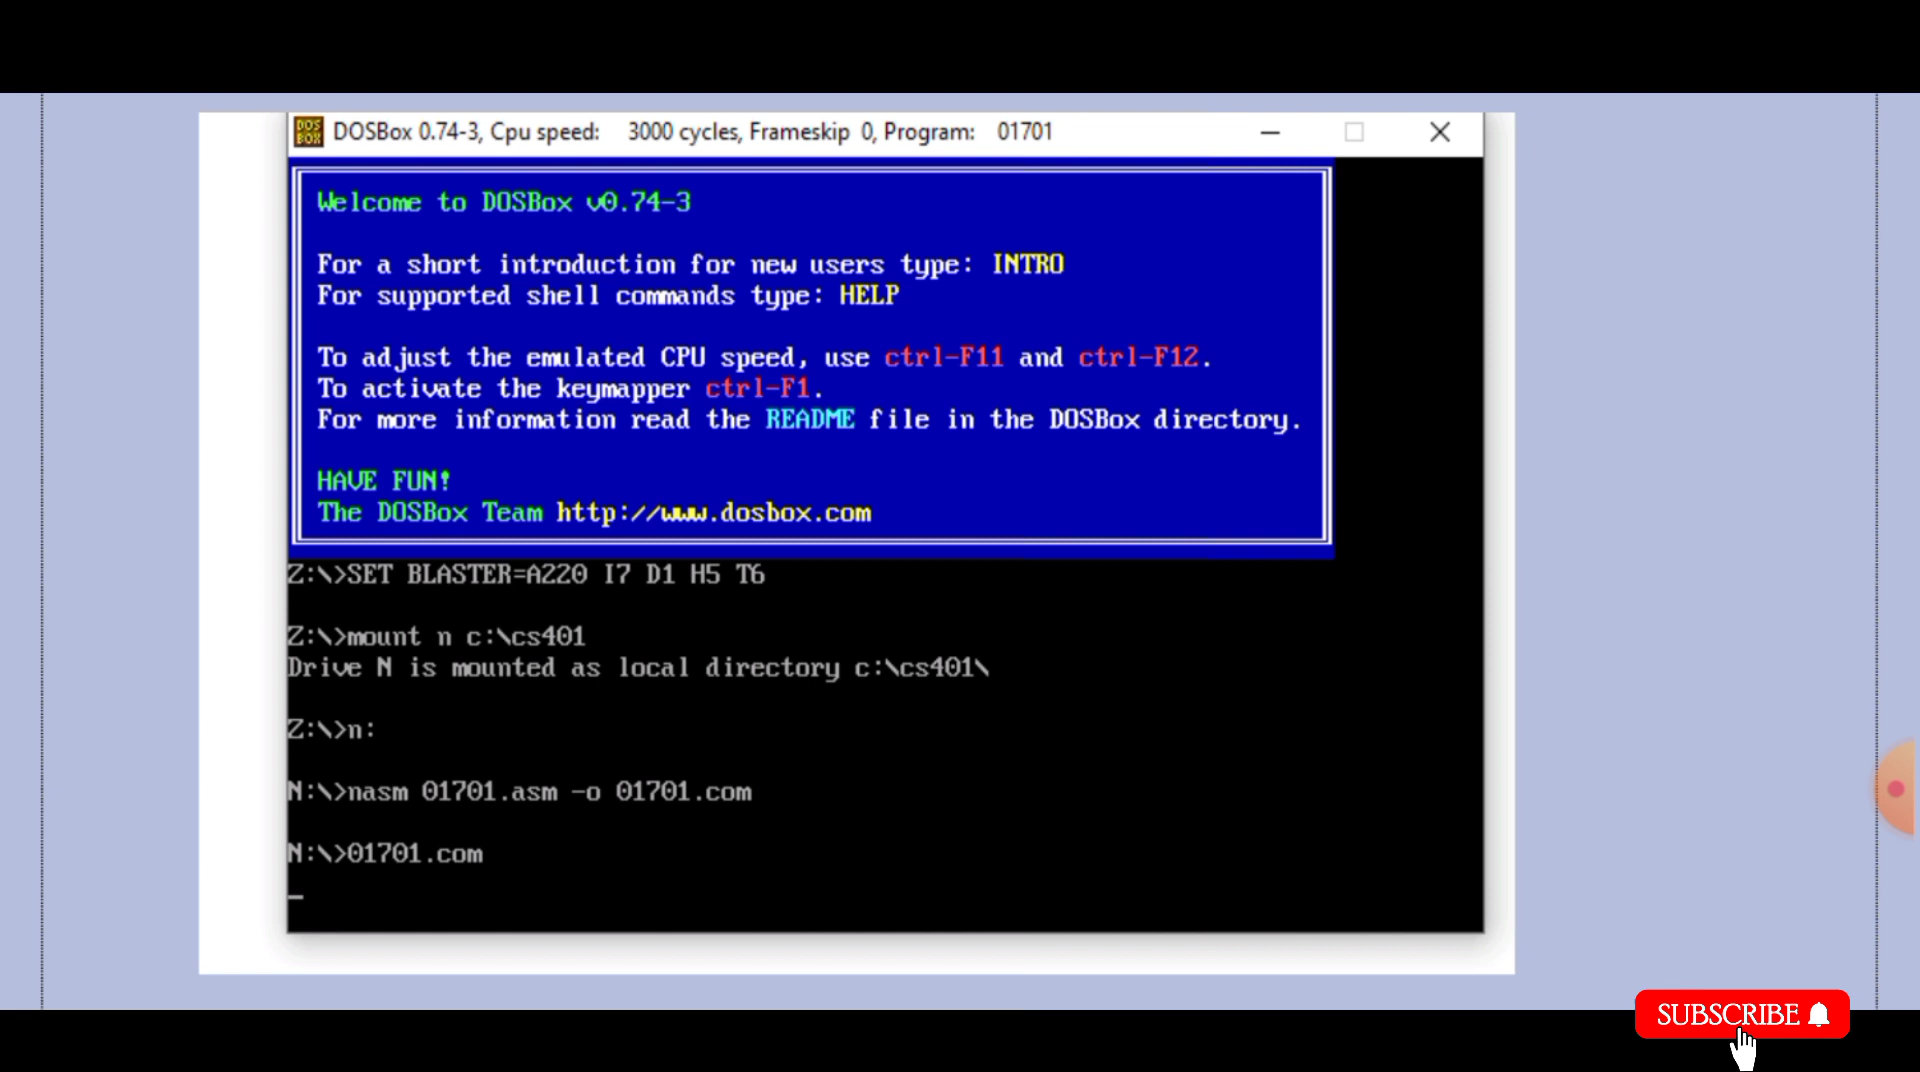 DOS
BOX
DOSBox 0.74-3, Cpu speed: 3000 cycles, Frameskip 0, Program: 01701
Welcome to DOSBox v0.74-3
For a short introduction for new users type: INTRO
For supported shell commands type: HELP
To adjust the emulated CPU speed, use ctrl-F11 and ctrl-F12.
To activate the keymapper ctrl-F1.
For more information read the README file in the DOSBox directory.
HAVE FUN!
The DOSBox Team http://www.dosbox.com
Z:\>SET BLASTER=A220 I7 D1 H5 T6
Z:\>mount n c:\cs401
Drive N is mounted as local directory c:\cs401\
Z:\>n:
N:\>nasm 01701.asm -o 01701.com
N:\>01701.com
_
SUBSCRIBE